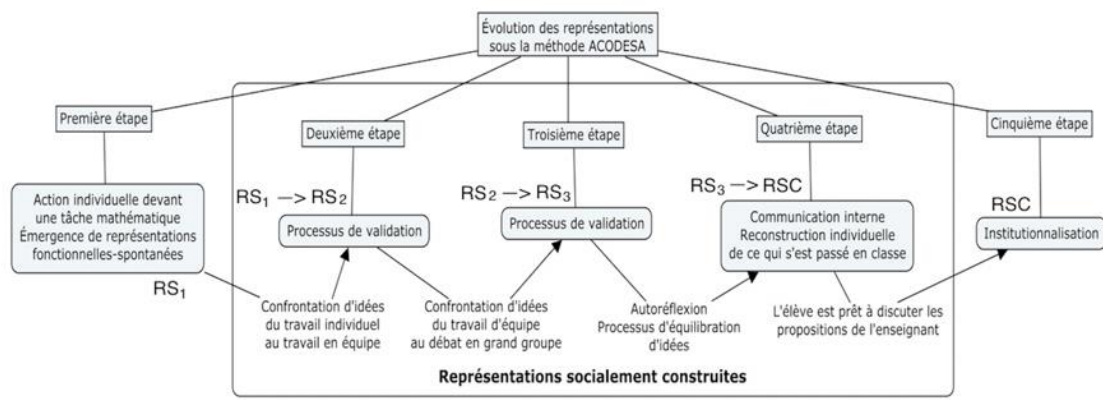 Évolution des représentations
sous la méthode ACODESA
Première étape
Deuxième étape
Troisième étape
Quatrième étape
Cinquième étape
Action individuelle devant
une tâche mathématique
Émergence de représentations
fonctionnelles-spontanées
RS₁
RS₁ —> RS₂
Processus de validation
RS₂ —> RS₃
Processus de validation
RS₃ —> RSC
Communication interne
Reconstruction individuelle
de ce qui s'est passé en classe
RSC
Institutionnalisation
Confrontation d'idées
du travail individuel
au travail en équipe
Confrontation d'idées
du travail d'équipe
au débat en grand groupe
Autoréflexion
Processus d'équilibration
d'idées
L'élève est prêt à discuter les
propositions de l'enseignant
Représentations socialement construites